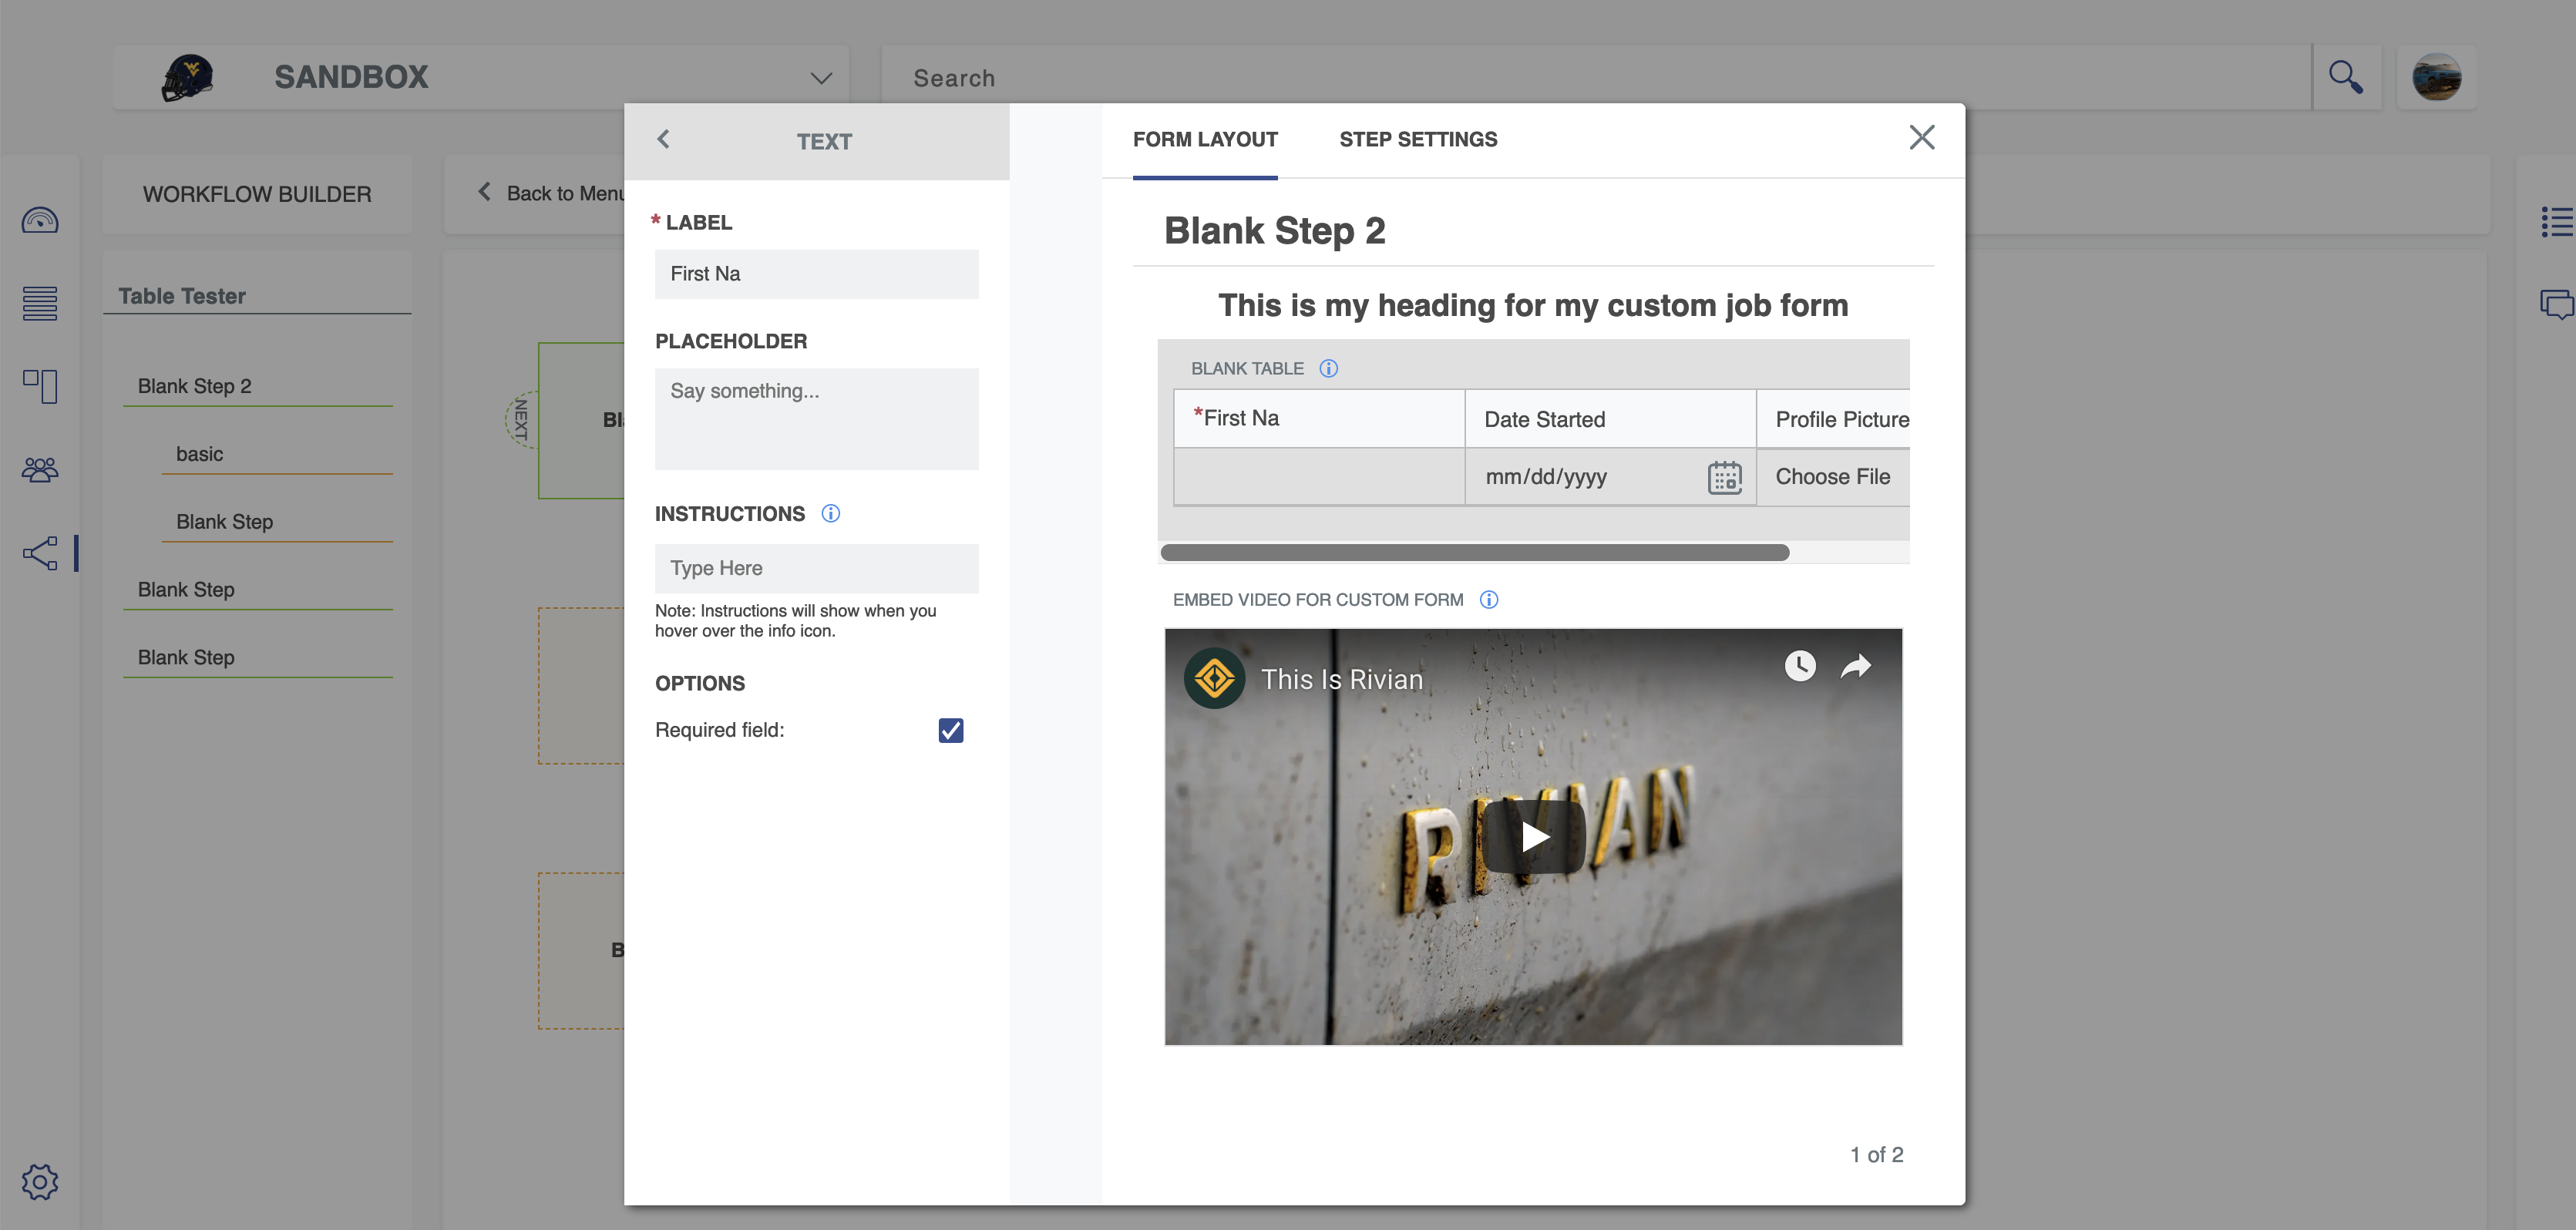 SANDBOX
Search
WORKFLOW BUILDER
Back to Menu
Table Tester
Blank Step 2
basic
Blank Step
Blank Step
Blank Step
NEXT
Bl
B
TEXT
* LABEL
First Na
PLACEHOLDER
Say something...
INSTRUCTIONS
Type Here
Note: Instructions will show when you
hover over the info icon.
OPTIONS
Required field:
FORM LAYOUT STEP SETTINGS
Blank Step 2
This is my heading for my custom job form
BLANK TABLE
*First Na Date Started Profile Picture
mm/dd/yyyy Choose File
EMBED VIDEO FOR CUSTOM FORM
This Is Rivian
RIVIAN
1 of 2